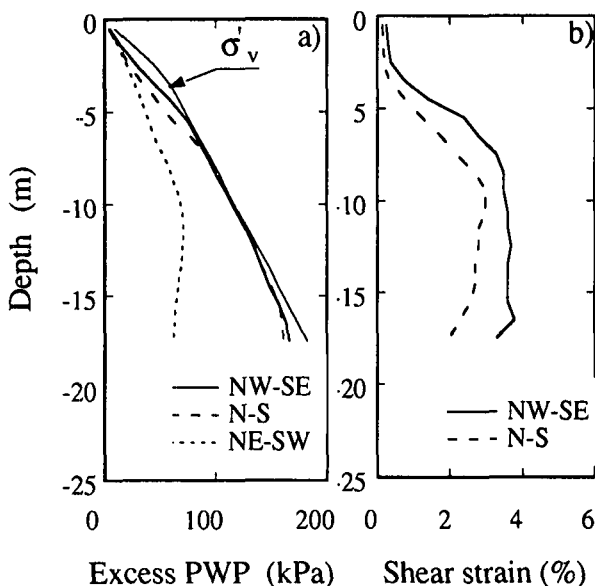 a)
σ'v
0
-5
-10
-15
-20
-25
Depth (m)
NW-SE
N-S
NE-SW
0 100 200
Excess PWP (kPa)
b)
0
-5
-10
.15
-20
.25
NW-SE
N-S
0 2 4 6
Shear strain (%)